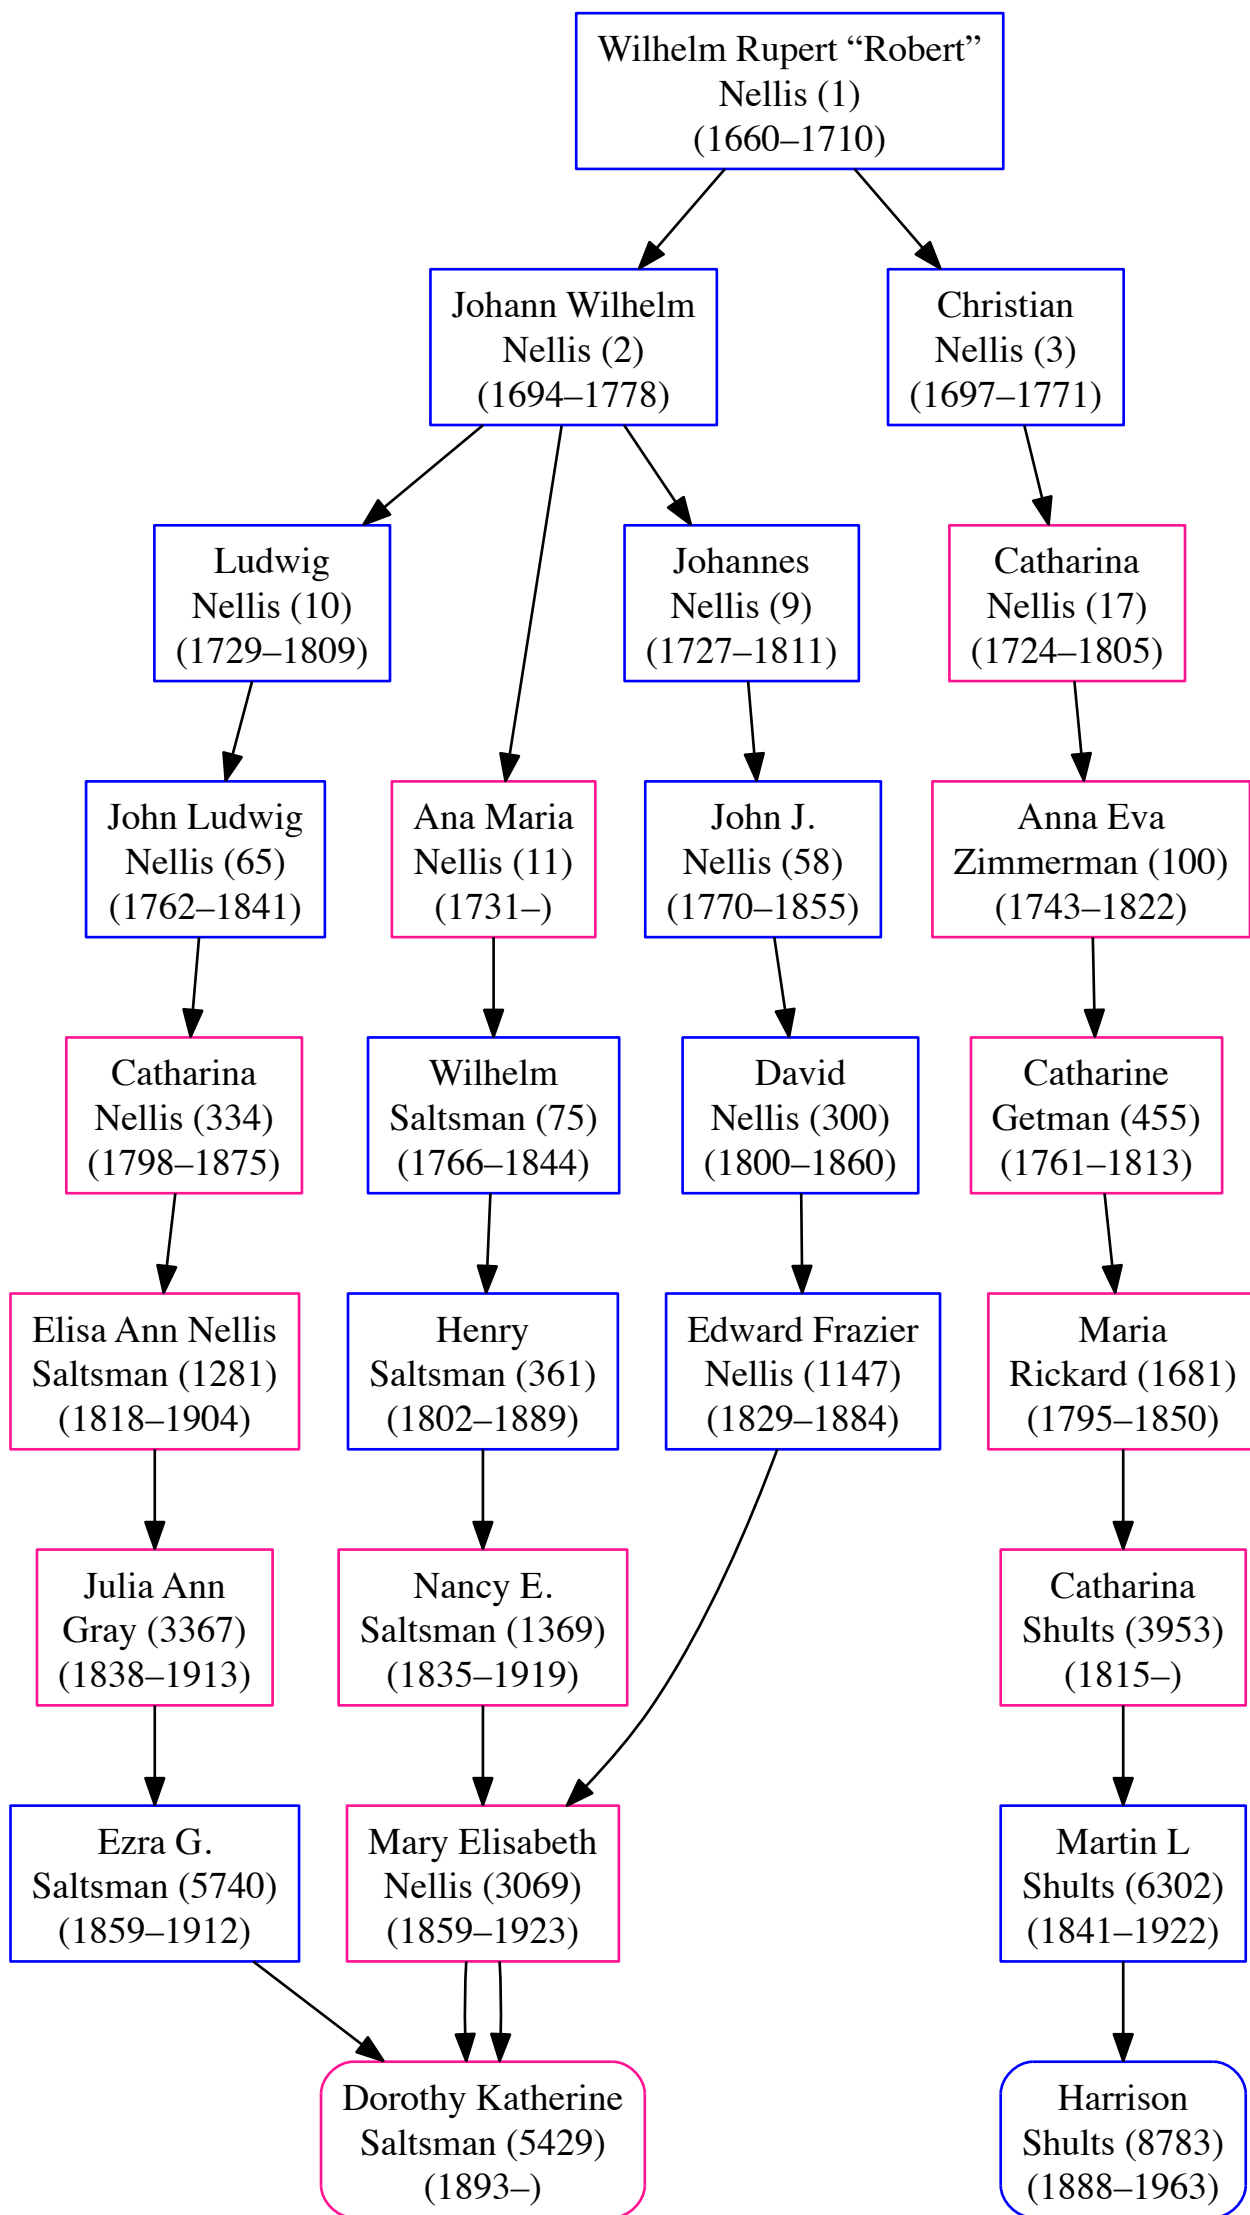 Wilhelm Rupert “Robert”
Nellis (1)
(1660–1710)
Johann Wilhelm
Nellis (2)
(1694–1778)
Christian
Nellis (3)
(1697–1771)
Ludwig
Nellis (10)
(1729–1809)
Johannes
Nellis (9)
(1727–1811)
Catharina
Nellis (17)
(1724–1805)
John Ludwig
Nellis (65)
(1762–1841)
Ana Maria
Nellis (11)
(1731–)
John J.
Nellis (58)
(1770–1855)
Anna Eva
Zimmerman (100)
(1743–1822)
Catharina
Nellis (334)
(1798–1875)
Wilhelm
Saltsman (75)
(1766–1844)
David
Nellis (300)
(1800–1860)
Catharine
Getman (455)
(1761–1813)
Elisa Ann Nellis
Saltsman (1281)
(1818–1904)
Henry
Saltsman (361)
(1802–1889)
Edward Frazier
Nellis (1147)
(1829–1884)
Maria
Rickard (1681)
(1795–1850)
Julia Ann
Gray (3367)
(1838–1913)
Nancy E.
Saltsman (1369)
(1835–1919)
Catharina
Shults (3953)
(1815–)
Ezra G.
Saltsman (5740)
(1859–1912)
Mary Elisabeth
Nellis (3069)
(1859–1923)
Martin L
Shults (6302)
(1841–1922)
Dorothy Katherine
Saltsman (5429)
(1893–)
Harrison
Shults (8783)
(1888–1963)